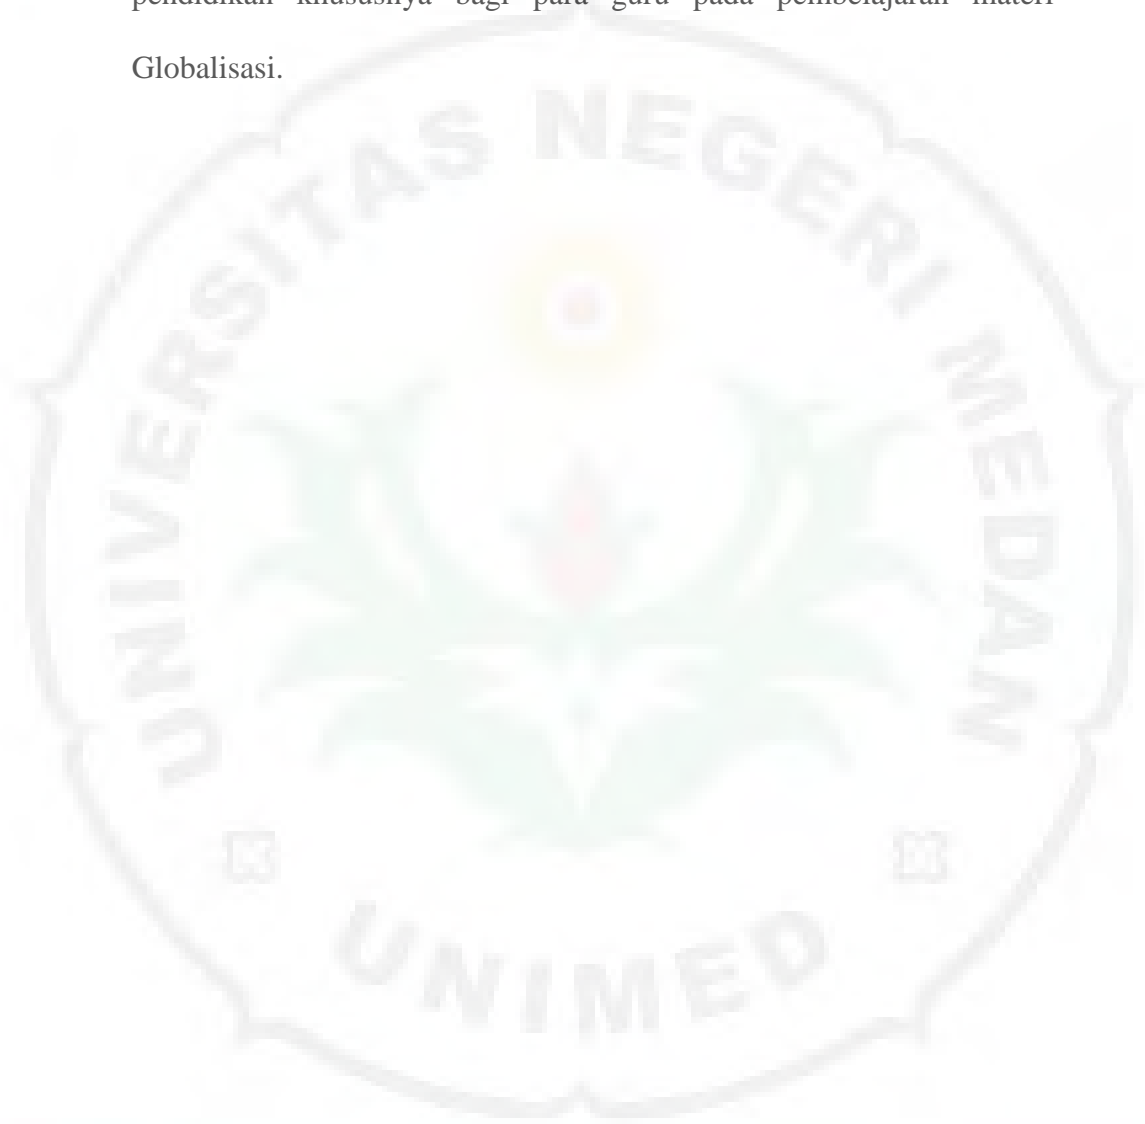 pendidikan khususnya bagi para guru pada pembelajaran materi
Globalisasi.
UNIVERSITAS NEGERI MEDAN
UNIMED